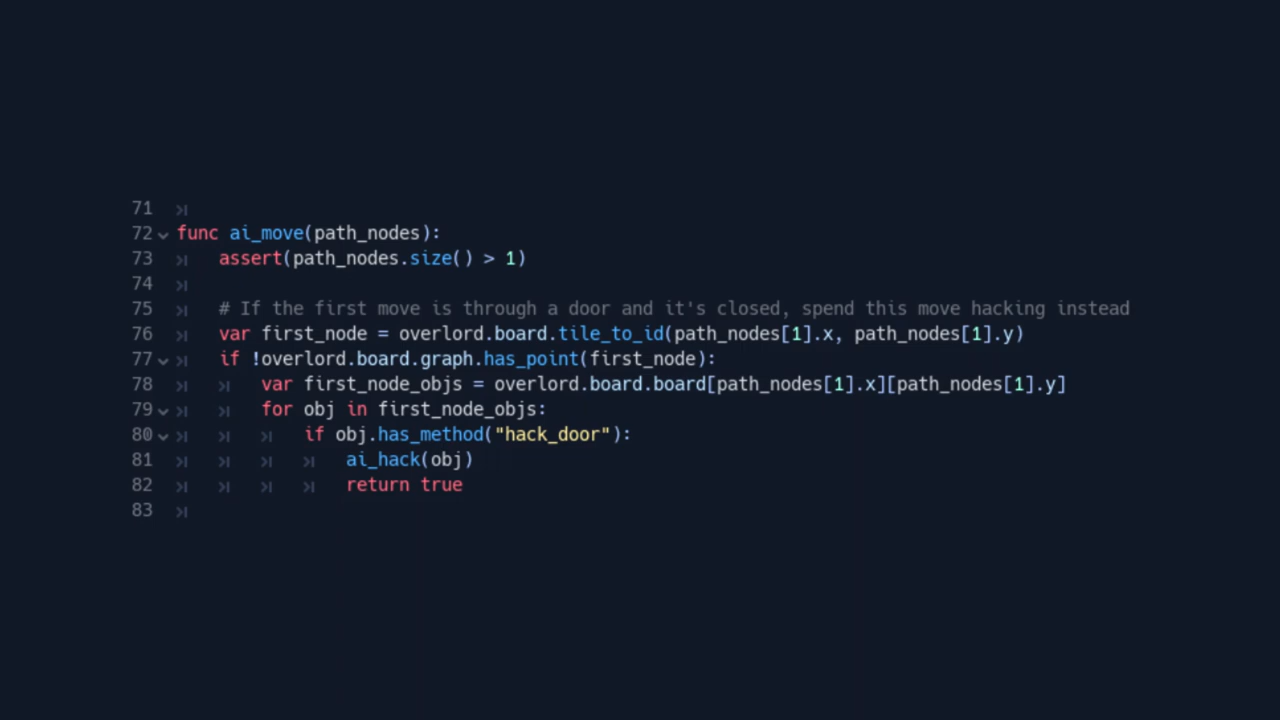 71
72 func ai_move(path_nodes):
73 assert(path_nodes.size() > 1)
74
75 # If the first move is through a door and it's closed, spend this move hacking instead
76 var first_node = overlord.board.tile_to_id(path_nodes[1].x, path_nodes[1].y)
77 if !overlord.board.graph.has_point(first_node):
78 var first_node_objs = overlord.board.board[path_nodes[1].x][path_nodes[1].y]
79 for obj in first_node_objs:
80 if obj.has_method("hack_door"):
81 ai_hack(obj)
82 return true
83